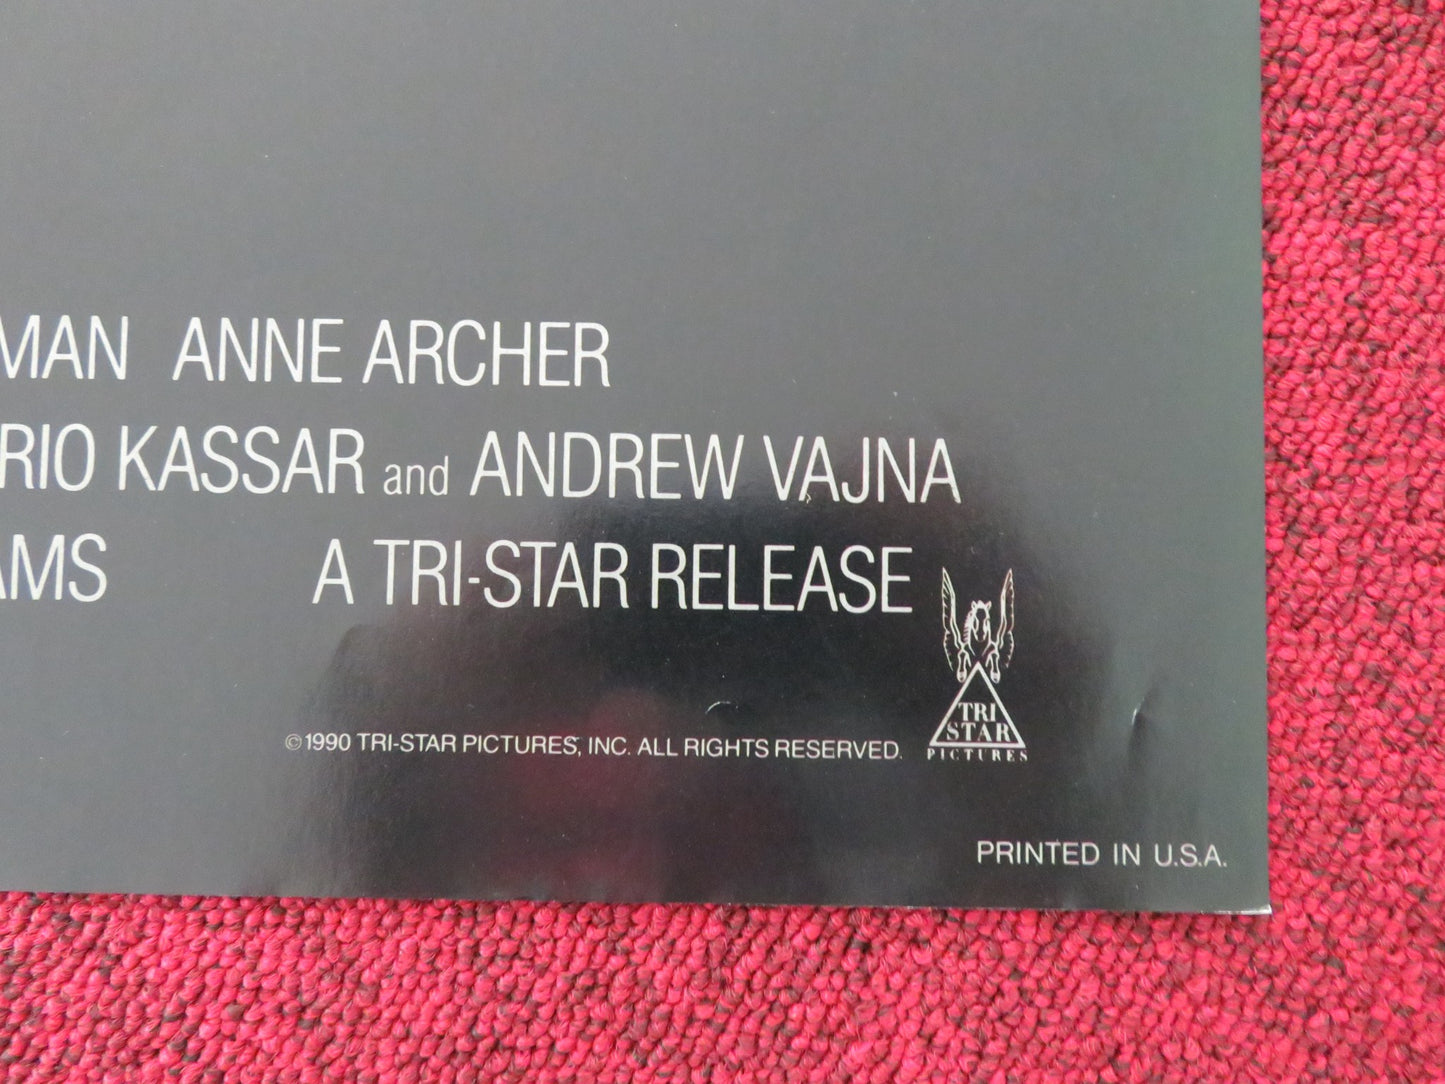 MAN ANNE ARCHER
RIO KASSAR and ANDREW VAJNA
AMS A TRI-STAR RELEASE
TRI
STAR
PICTURES
©1990 TRI-STAR PICTURES, INC. ALL RIGHTS RESERVED.
PRINTED IN U.S.A.